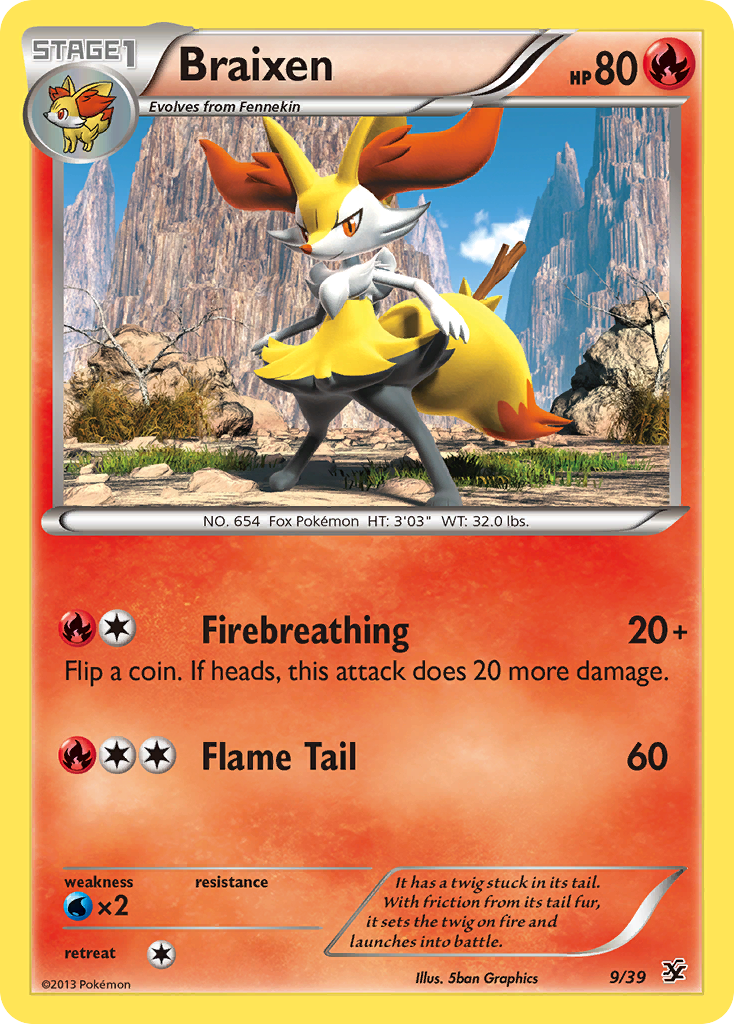 STAGE1
Braixen
HP80
Evolves from Fennekin
NO. 654 Fox Pokémon HT: 3'03" WT: 32.0 lbs.
Firebreathing 20+
Flip a coin. If heads, this attack does 20 more damage.
Flame Tail 60
weakness resistance
×2
It has a twig stuck in its tail.
With friction from its tail fur,
it sets the twig on fire and
launches into battle.
retreat
©2013 Pokémon
Illus. 5ban Graphics
9/39
XY